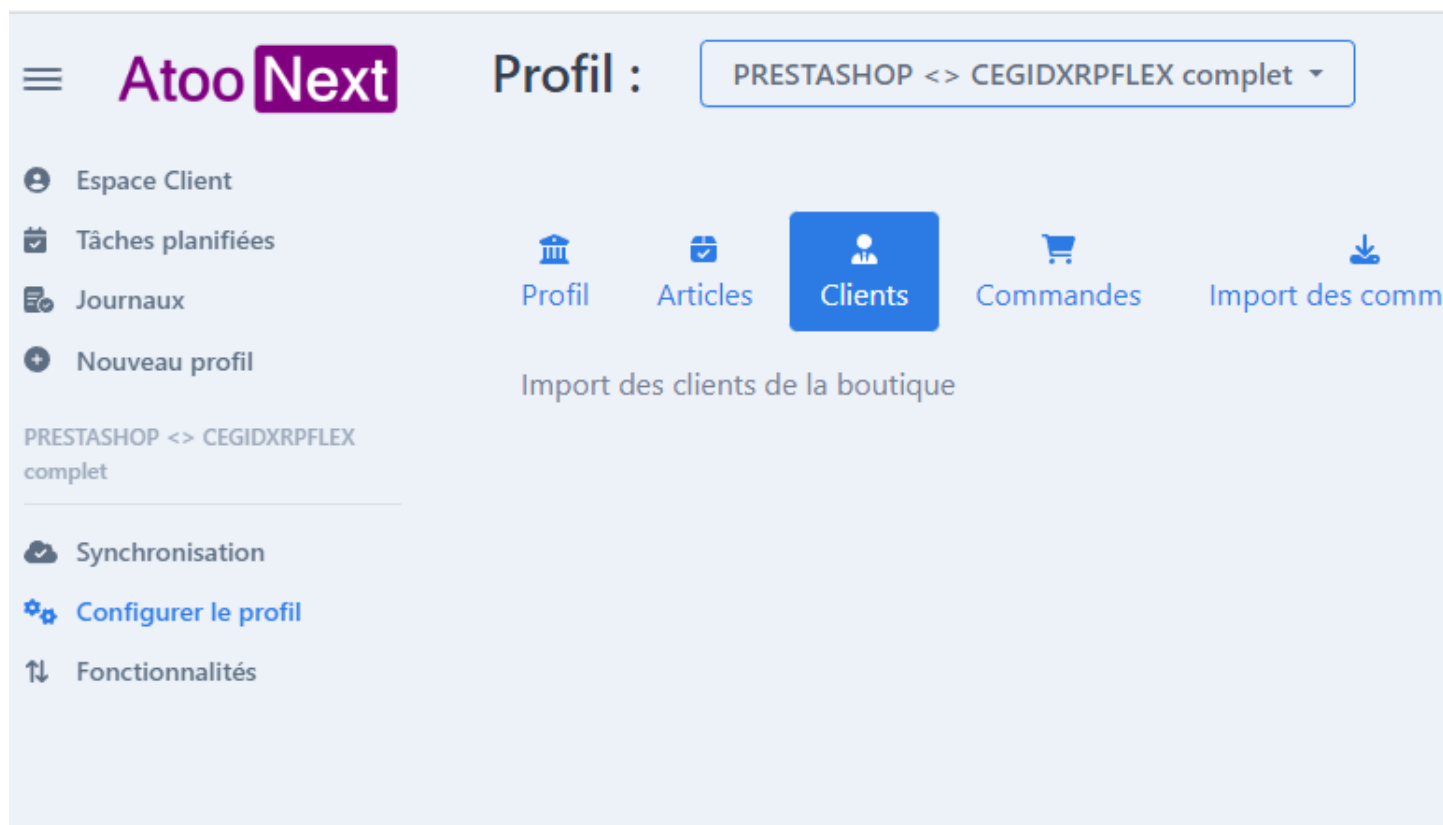 Atoo Next
Profil :
PRESTASHOP <> CEGIDXRPFLEX complet
Espace Client
Tâches planifiées
Journaux
Nouveau profil
PRESTASHOP <> CEGIDXRPFLEX
complet
Synchronisation
Configurer le profil
Fonctionnalités
Profil Articles Clients Commandes Import des comm
Import des clients de la boutique